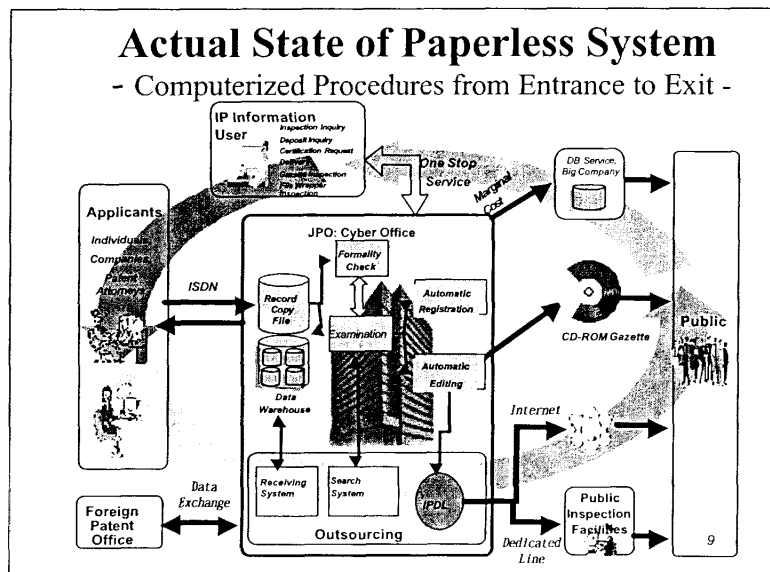 Actual State of Paperless System
- Computerized Procedures from Entrance to Exit -
IP Information
User
Inspection Inquiry
Deposit Inquiry
Certification Request
Gazette Inspection
File Wrapper
Inspection
One Stop
Service
Marginal
Cost
DB Service,
Big Company
Applicants
Individuals,
Companies,
Patent
Attorneys
ISDN
JPO: Cyber Office
Formality
Check
Record
Copy
File
Examination
Automatic
Registration
Automatic
Editing
Data
Warehouse
CD-ROM Gazette
Public
Internet
Receiving
System
Search
System
IPDL
Outsourcing
Data
Exchange
Foreign
Patent
Office
Dedicated
Line
Public
Inspection
Facilities
9